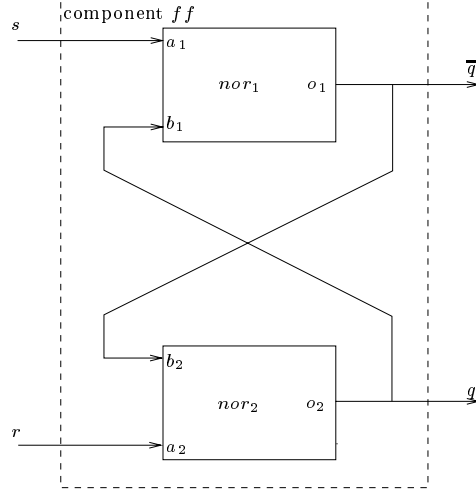 component ff
s
a1
nor1
o1
q̅
b1
b2
nor2
o2
q
r
a2